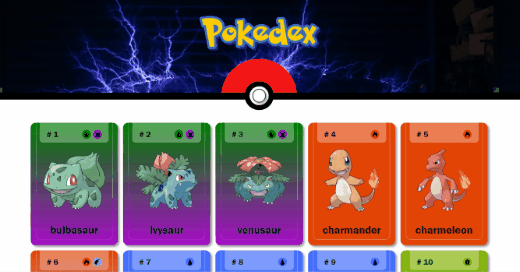 Pokedex
# 1
# 2
# 3
# 4
# 5
bulbasaur
ivysaur
venusaur
charmander
charmeleon
# 6
# 7
# 8
# 9
# 10